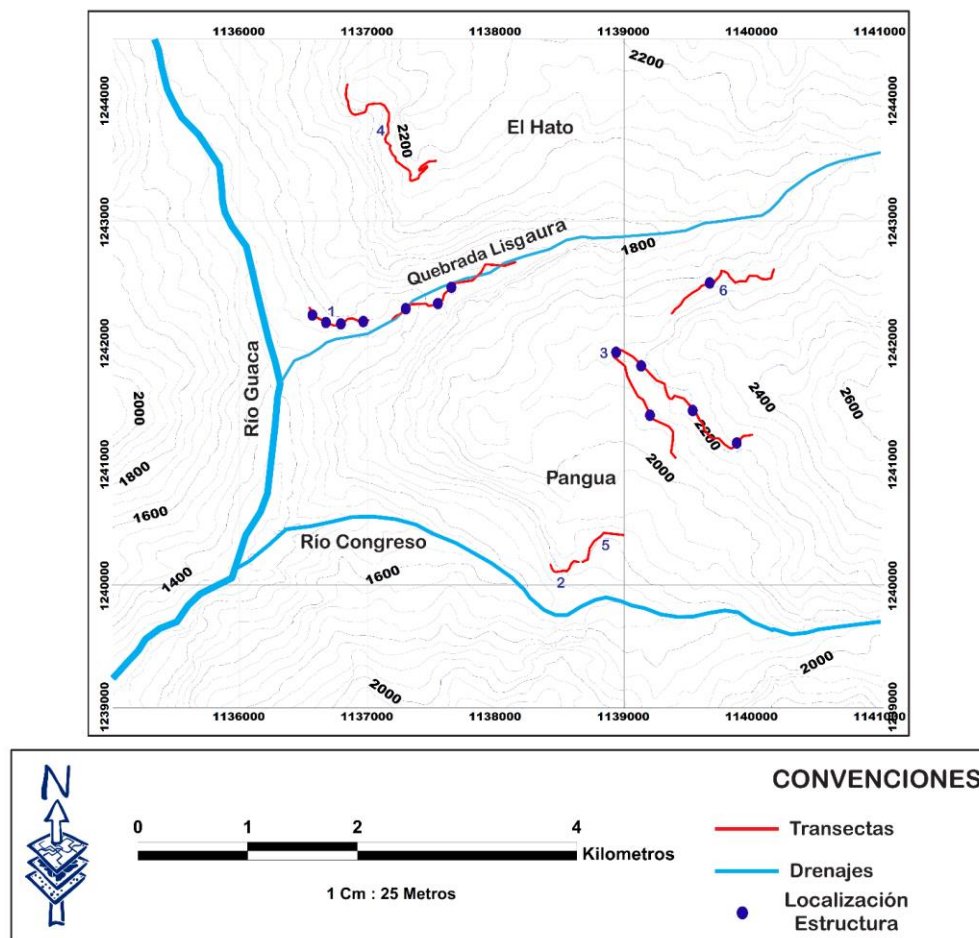 1136000 1137000 1138000 1139000 1140000 1141000
2200
1244000
1244000
El Hato
4
2200
1243000
1243000
Quebrada Lisgaura
1800
6
1
1242000
1242000
3
Río Guaca
2000
2400
2600
2200
1241000
1241000
2000
1800
Pangua
1600
Río Congreso
5
1400
1600
2
1240000
1240000
2000
2000
1239000
1239000
1136000 1137000 1138000 1139000 1140000 1141000
N
0 1 2 4
Kilometros
1 Cm : 25 Metros
CONVENCIONES
Transectas
Drenajes
Localización
Estructura